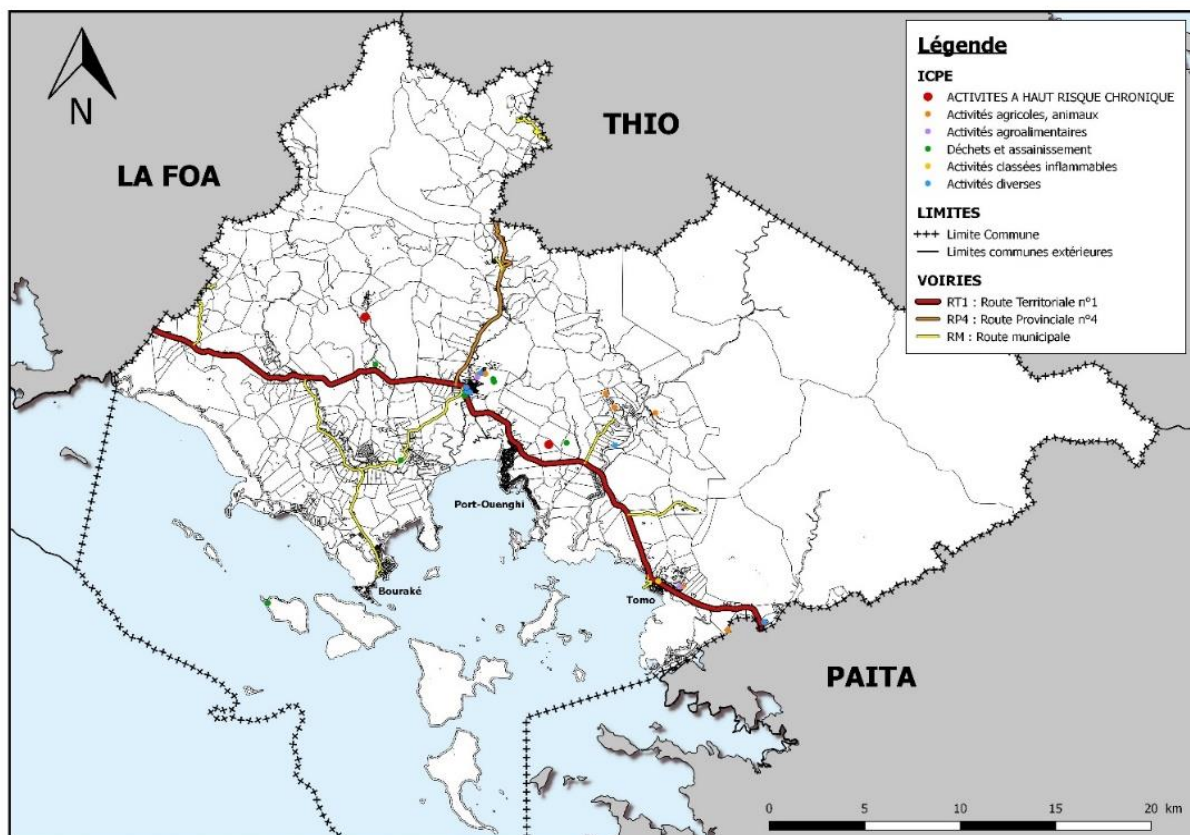 Légende
ICPE
ACTIVITES A HAUT RISQUE CHRONIQUE
Activités agricoles, animaux
Activités agroalimentaires
Déchets et assainissement
Activités classées inflammables
Activités diverses
LIMITES
Limite Commune
Limites communes extérieures
VOIRIES
RT1 : Route Territoriale n°1
RP4 : Route Provinciale n°4
RM : Route municipale
N
THIO
LA FOA
Port-Ouenghi
Bouraké
Tomo
PAITA
0 5 10 15 20 km